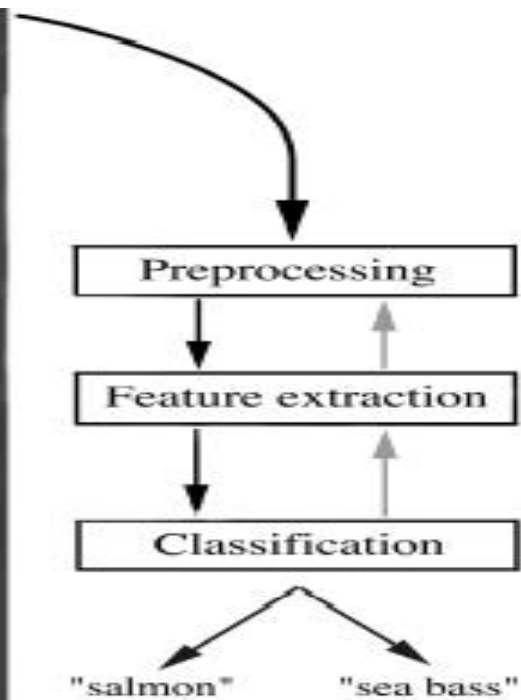 Preprocessing
Feature extraction
Classification
"salmon" "sea bass"